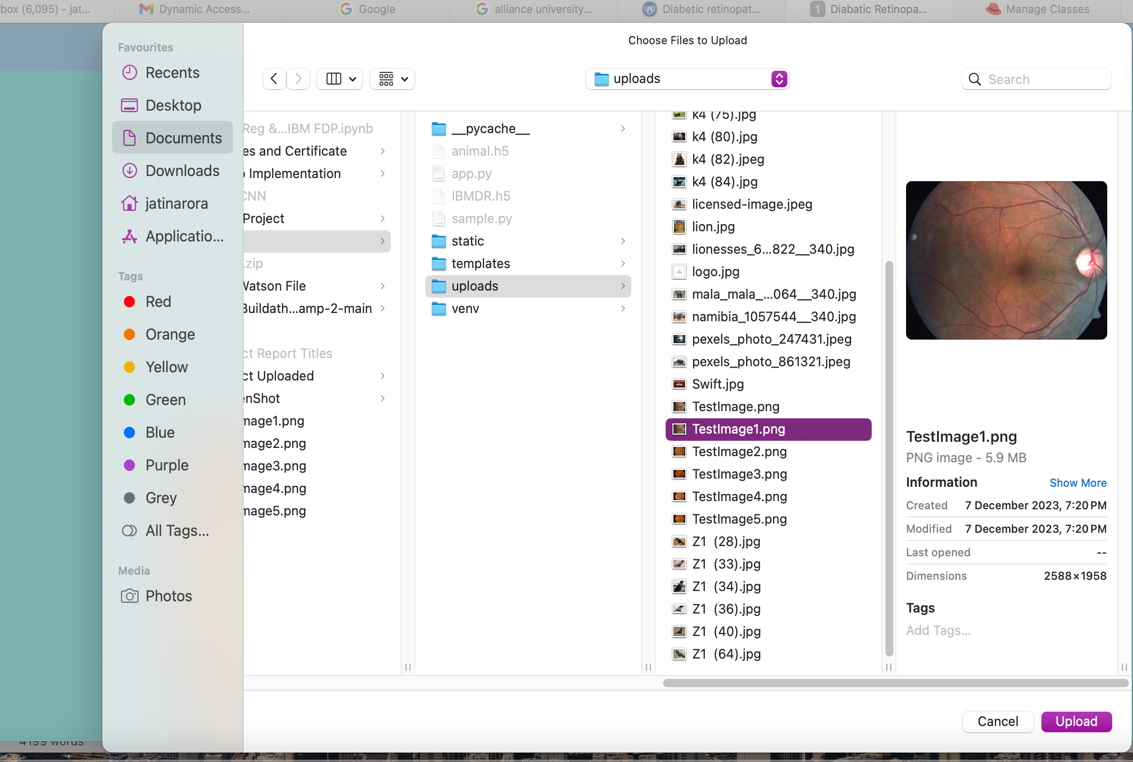 box (6,095) - jat...
Dynamic Access...
Google
alliance university...
Diabetic retinopat...
1 Diabatic Retinopa...
Manage Classes
Choose Files to Upload
uploads
Search
Favourites
Recents
Desktop
Documents
Downloads
jatinarora
Applicatio...
Tags
Red
Orange
Yellow
Green
Blue
Purple
Grey
All Tags...
Media
Photos
Reg &...IBM FDP.ipynb
es and Certificate
Implementation
CNN
Project
.zip
Watson File
Buildath...amp-2-main
ct Report Titles
ct Uploaded
enShot
mage1.png
mage2.png
mage3.png
mage4.png
mage5.png
__pycache__
animal.h5
app.py
IBMDR.h5
sample.py
static
templates
uploads
venv
k4 (75).jpg
k4 (80).jpg
k4 (82).jpeg
k4 (84).jpg
licensed-image.jpeg
lion.jpg
lionesses_6...822__340.jpg
logo.jpg
mala_mala_...064__340.jpg
namibia_1057544__340.jpg
pexels_photo_247431.jpeg
pexels_photo_861321.jpeg
Swift.jpg
TestImage.png
TestImage1.png
TestImage2.png
TestImage3.png
TestImage4.png
TestImage5.png
Z1 (28).jpg
Z1 (33).jpg
Z1 (34).jpg
Z1 (36).jpg
Z1 (40).jpg
Z1 (64).jpg
TestImage1.png
PNG image - 5.9 MB
Information Show More
Created 7 December 2023, 7:20 PM
Modified 7 December 2023, 7:20 PM
Last opened --
Dimensions 2588×1958
Tags
Add Tags...
Cancel
Upload
4199 words